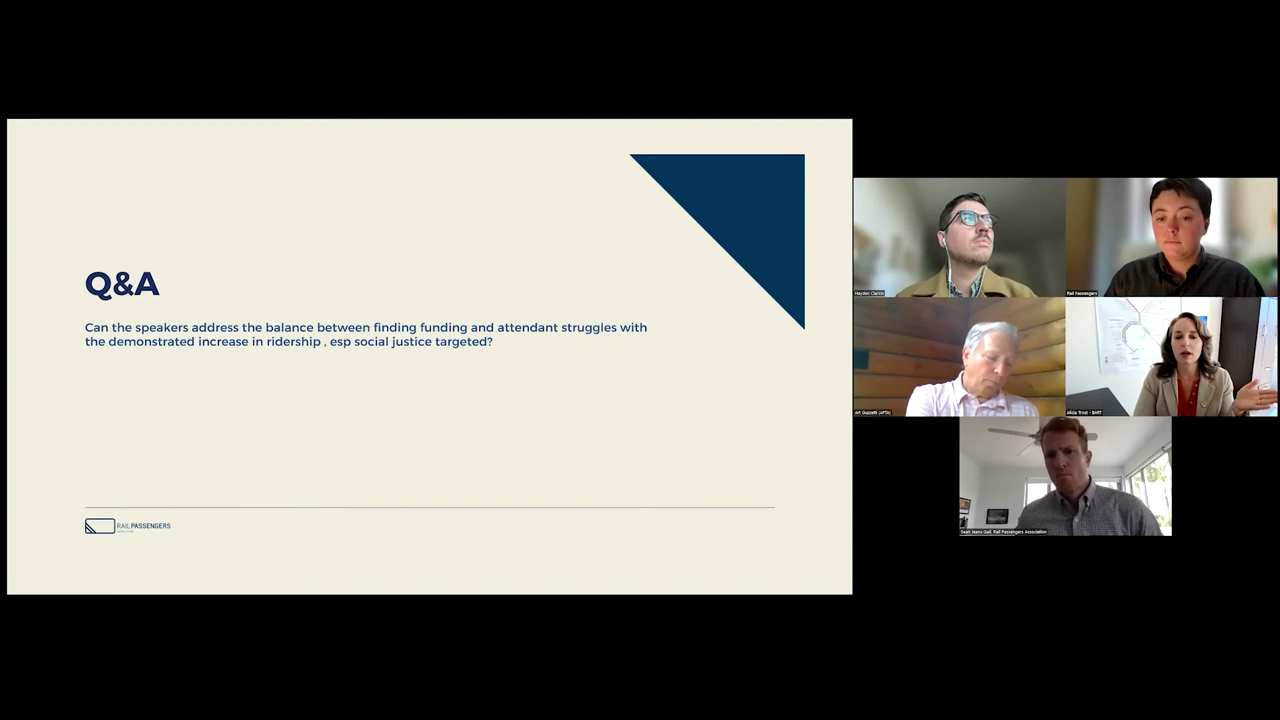 Q&A
Can the speakers address the balance between finding funding and attendant struggles with
the demonstrated increase in ridership , esp social justice targeted?
RAIL PASSENGERS
Hayden Clarkin
Rail Passengers
Art Guzzetti (APTA)
Alicia Trost - BART
Sean Jeans Gail, Rail Passengers Association